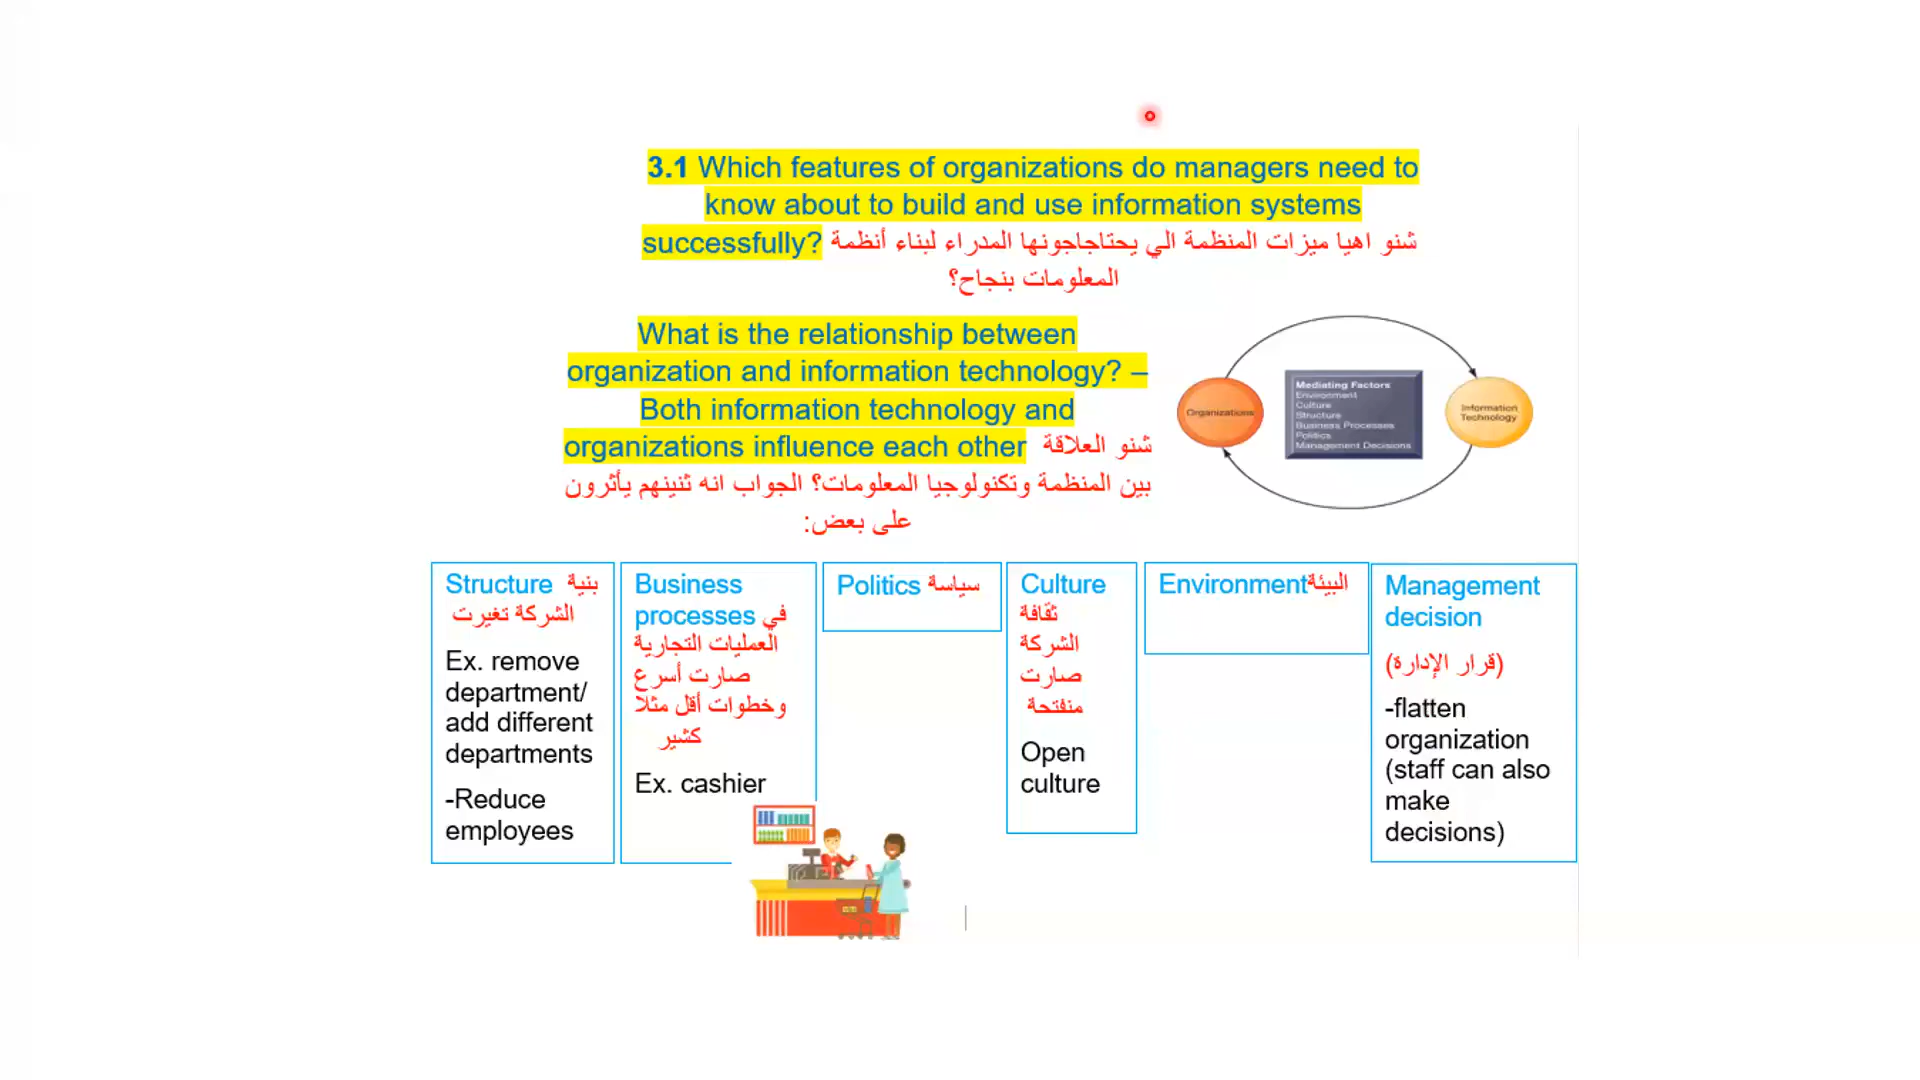 3.1 Which features of organizations do managers need to
know about to build and use information systems
successfully? شنو اهيا ميزات المنظمة الي يحتاجاجونها المدراء لبناء أنظمة
المعلومات بنجاح؟
What is the relationship between
organization and information technology? –
Both information technology and
organizations influence each other شنو العلاقة
بين المنظمة وتكنولوجيا المعلومات؟ الجواب انه ثنينهم يأثرون
على بعض:
Organizations
Mediating Factors
Environment
Culture
Structure
Business Processes
Politics
Management Decisions
Information
Technology
Structure بنية
الشركة تغيرت
Ex. remove
department/
add different
departments
-Reduce
employees
Business
processes في
العمليات التجارية
صارت أسرع
وخطوات أقل مثلا
كشير
Ex. cashier
Politics سياسة
Culture
ثقافة
الشركة
صارت
منفتحة
Open
culture
Environment البيئة
Management
decision
(قرار الإدارة)
-flatten
organization
(staff can also
make
decisions)